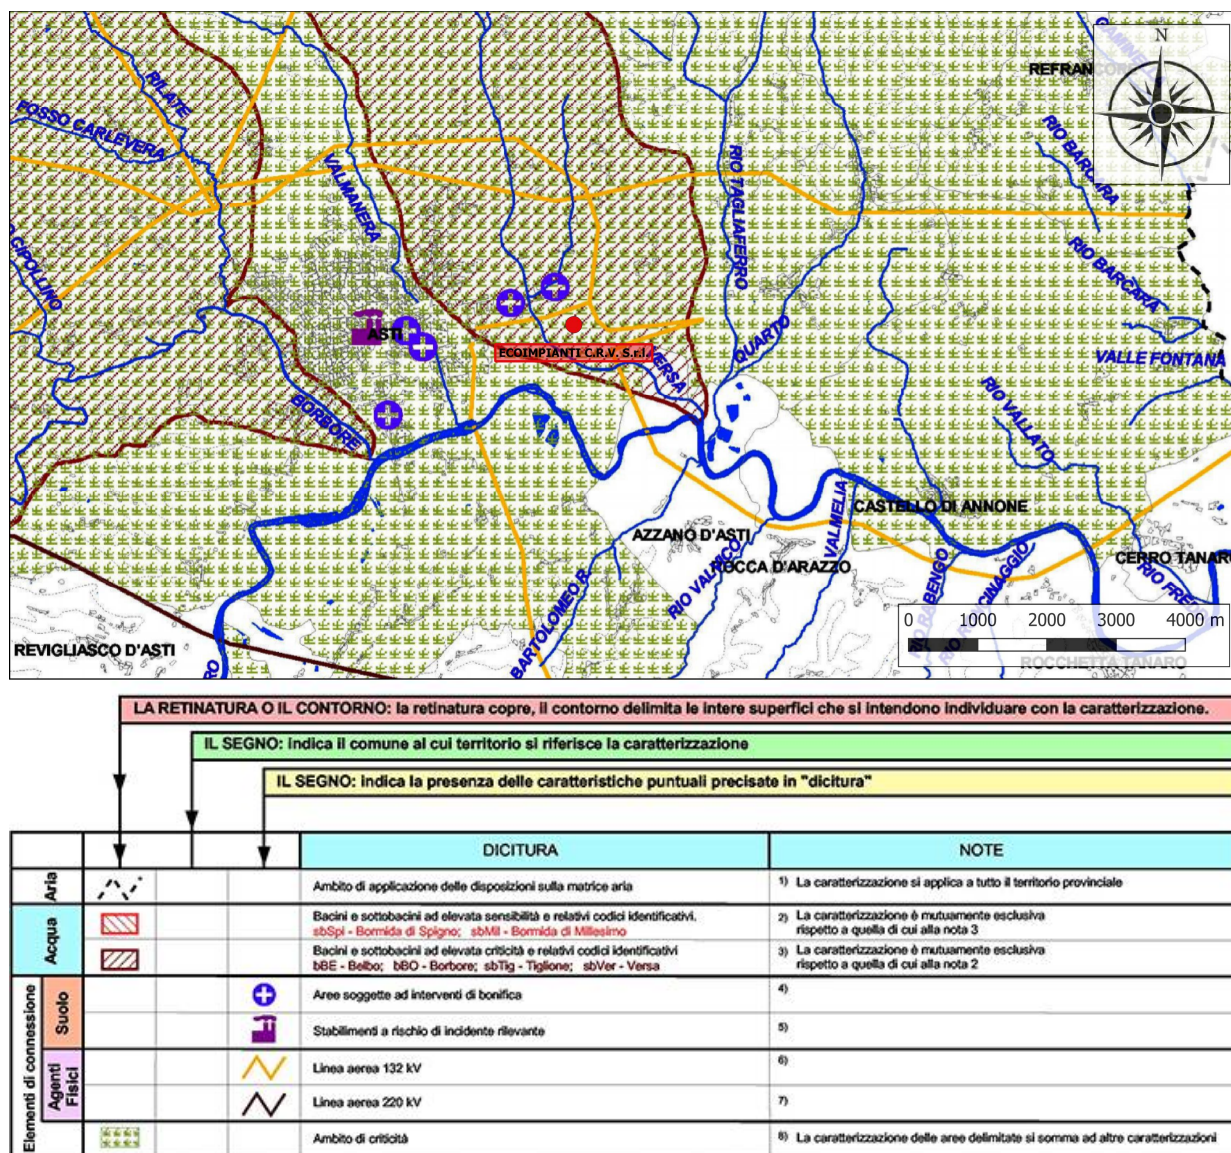 N
REFRANCORE
RILATE
FOSSO CARLEVERA
VALMANERA
RIO TAGLIAFERRO
RIO BARCARA
RIO BARCARA
CIPOLLINO
ASTI
ECOIMPIANTI C.R.V. S.r.l.
VERSA
QUARTO
VALLE FONTANA
BORBORE
RIO VALLATO
VALMELIA
CASTELLO DI ANNONE
AZZANO D'ASTI
ROCCA D'ARAZZO
CERRO TANARO
BARTOLOMEO R.
RIO VALRICO
RIO FREDDO
REVIGLIASCO D'ASTI
0 1000 2000 3000 4000 m
ROCCHETTA TANARO
LA RETINATURA O IL CONTORNO: la retinatura copre, il contorno delimita le intere superfici che si intendono individuare con la caratterizzazione.
IL SEGNO: indica il comune al cui territorio si riferisce la caratterizzazione
IL SEGNO: indica la presenza delle caratteristiche puntuali precisate in "dicitura"
DICITURA NOTE
Aria
Ambito di applicazione delle disposizioni sulla matrice aria
1) La caratterizzazione si applica a tutto il territorio provinciale
Acqua
Bacini e sottobacini ad elevata sensibilità e relativi codici identificativi.
sbSpi - Bormida di Spigno; sbMil - Bormida di Millesimo
2) La caratterizzazione è mutuamente esclusiva
rispetto a quella di cui alla nota 3
Bacini e sottobacini ad elevata criticità e relativi codici identificativi
bBE - Belbo; bBO - Borbore; sbTig - Tiglione; sbVer - Versa
3) La caratterizzazione è mutuamente esclusiva
rispetto a quella di cui alla nota 2
Elementi di connessione
Suolo
Aree soggette ad interventi di bonifica
4)
Stabilimenti a rischio di incidente rilevante
5)
Agenti
Fisici
Linea aerea 132 kV
6)
Linea aerea 220 kV
7)
Ambito di criticità
8) La caratterizzazione delle aree delimitate si somma ad altre caratterizzazioni